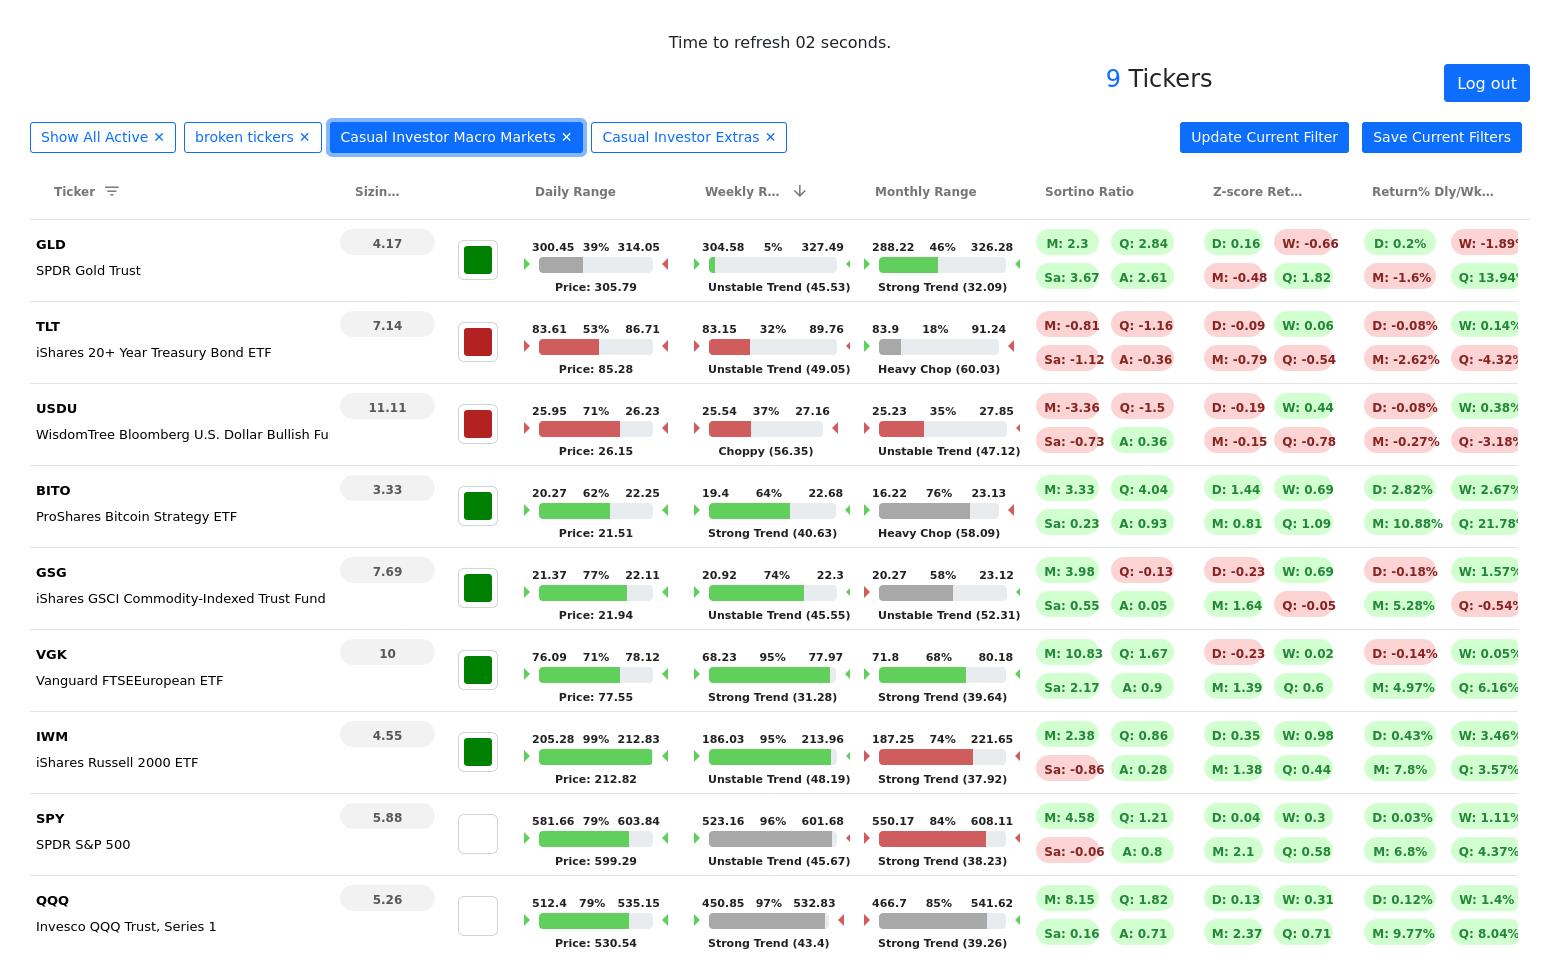 Time to refresh 02 seconds.
9 Tickers
Log out
Show All Active ✕ broken tickers ✕ Casual Investor Macro Markets ✕ Casual Investor Extras ✕ Update Current Filter Save Current Filters
Ticker Sizin... Daily Range Weekly R... Monthly Range Sortino Ratio Z-score Ret... Return% Dly/Wk...
GLD 4.17 300.45 39% 314.05 304.58 5% 327.49 288.22 46% 326.28 M: 2.3 Q: 2.84 D: 0.16 W: -0.66 D: 0.2% W: -1.89%
SPDR Gold Trust Price: 305.79 Unstable Trend (45.53) Strong Trend (32.09) Sa: 3.67 A: 2.61 M: -0.48 Q: 1.82 M: -1.6% Q: 13.94%
TLT 7.14 83.61 53% 86.71 83.15 32% 89.76 83.9 18% 91.24 M: -0.81 Q: -1.16 D: -0.09 W: 0.06 D: -0.08% W: 0.14%
iShares 20+ Year Treasury Bond ETF Price: 85.28 Unstable Trend (49.05) Heavy Chop (60.03) Sa: -1.12 A: -0.36 M: -0.79 Q: -0.54 M: -2.62% Q: -4.32%
USDU 11.11 25.95 71% 26.23 25.54 37% 27.16 25.23 35% 27.85 M: -3.36 Q: -1.5 D: -0.19 W: 0.44 D: -0.08% W: 0.38%
WisdomTree Bloomberg U.S. Dollar Bullish Fu Price: 26.15 Choppy (56.35) Unstable Trend (47.12) Sa: -0.73 A: 0.36 M: -0.15 Q: -0.78 M: -0.27% Q: -3.18%
BITO 3.33 20.27 62% 22.25 19.4 64% 22.68 16.22 76% 23.13 M: 3.33 Q: 4.04 D: 1.44 W: 0.69 D: 2.82% W: 2.67%
ProShares Bitcoin Strategy ETF Price: 21.51 Strong Trend (40.63) Heavy Chop (58.09) Sa: 0.23 A: 0.93 M: 0.81 Q: 1.09 M: 10.88% Q: 21.78%
GSG 7.69 21.37 77% 22.11 20.92 74% 22.3 20.27 58% 23.12 M: 3.98 Q: -0.13 D: -0.23 W: 0.69 D: -0.18% W: 1.57%
iShares GSCI Commodity-Indexed Trust Fund Price: 21.94 Unstable Trend (45.55) Unstable Trend (52.31) Sa: 0.55 A: 0.05 M: 1.64 Q: -0.05 M: 5.28% Q: -0.54%
VGK 10 76.09 71% 78.12 68.23 95% 77.97 71.8 68% 80.18 M: 10.83 Q: 1.67 D: -0.23 W: 0.02 D: -0.14% W: 0.05%
Vanguard FTSEEuropean ETF Price: 77.55 Strong Trend (31.28) Strong Trend (39.64) Sa: 2.17 A: 0.9 M: 1.39 Q: 0.6 M: 4.97% Q: 6.16%
IWM 4.55 205.28 99% 212.83 186.03 95% 213.96 187.25 74% 221.65 M: 2.38 Q: 0.86 D: 0.35 W: 0.98 D: 0.43% W: 3.46%
iShares Russell 2000 ETF Price: 212.82 Unstable Trend (48.19) Strong Trend (37.92) Sa: -0.86 A: 0.28 M: 1.38 Q: 0.44 M: 7.8% Q: 3.57%
SPY 5.88 581.66 79% 603.84 523.16 96% 601.68 550.17 84% 608.11 M: 4.58 Q: 1.21 D: 0.04 W: 0.3 D: 0.03% W: 1.11%
SPDR S&P 500 Price: 599.29 Unstable Trend (45.67) Strong Trend (38.23) Sa: -0.06 A: 0.8 M: 2.1 Q: 0.58 M: 6.8% Q: 4.37%
QQQ 5.26 512.4 79% 535.15 450.85 97% 532.83 466.7 85% 541.62 M: 8.15 Q: 1.82 D: 0.13 W: 0.31 D: 0.12% W: 1.4%
Invesco QQQ Trust, Series 1 Price: 530.54 Strong Trend (43.4) Strong Trend (39.26) Sa: 0.16 A: 0.71 M: 2.37 Q: 0.71 M: 9.77% Q: 8.04%